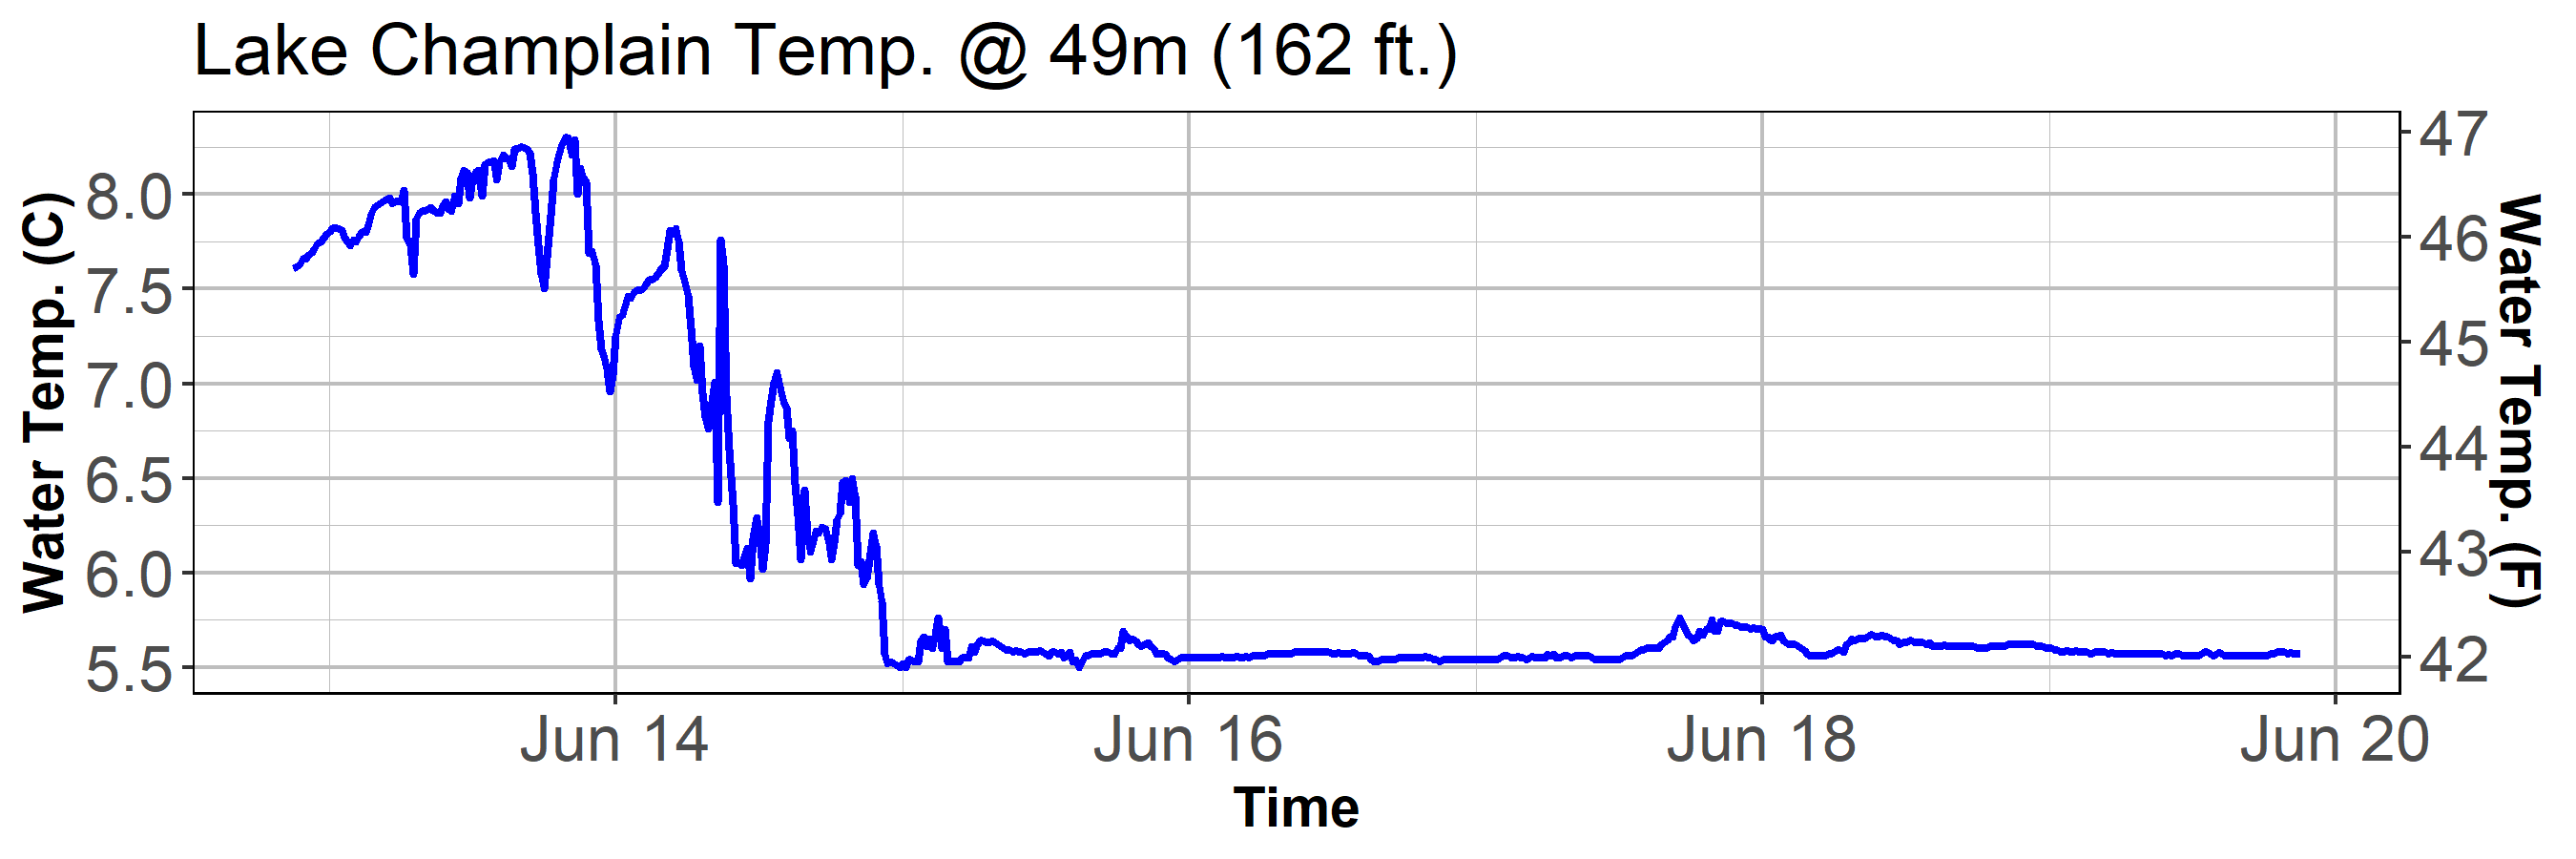 Lake Champlain Temp. @ 49m (162 ft.)
Water Temp. (C)
8.0
7.5
7.0
6.5
6.0
5.5
47
46
45
44
43
42
Water Temp. (F)
Jun 14 Jun 16 Jun 18 Jun 20
Time